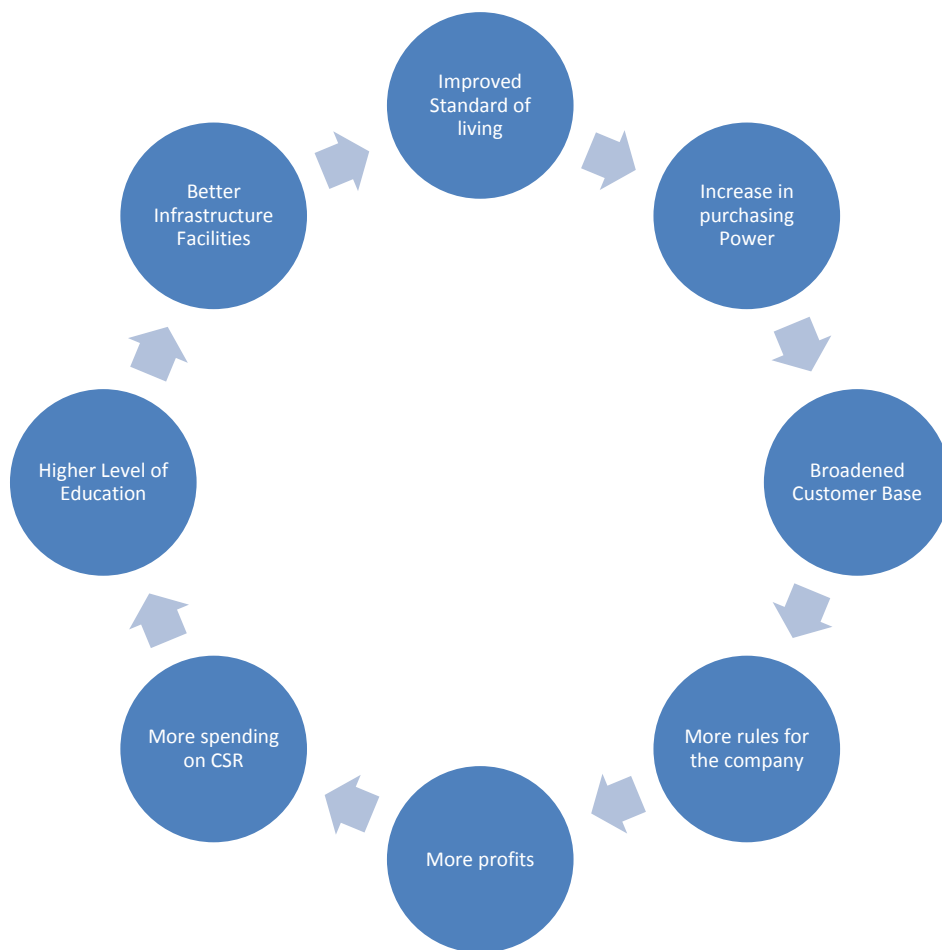 Improved
Standard of
living
Increase in
purchasing
Power
Broadened
Customer Base
More rules for
the company
More profits
More spending
on CSR
Higher Level of
Education
Better
Infrastructure
Facilities